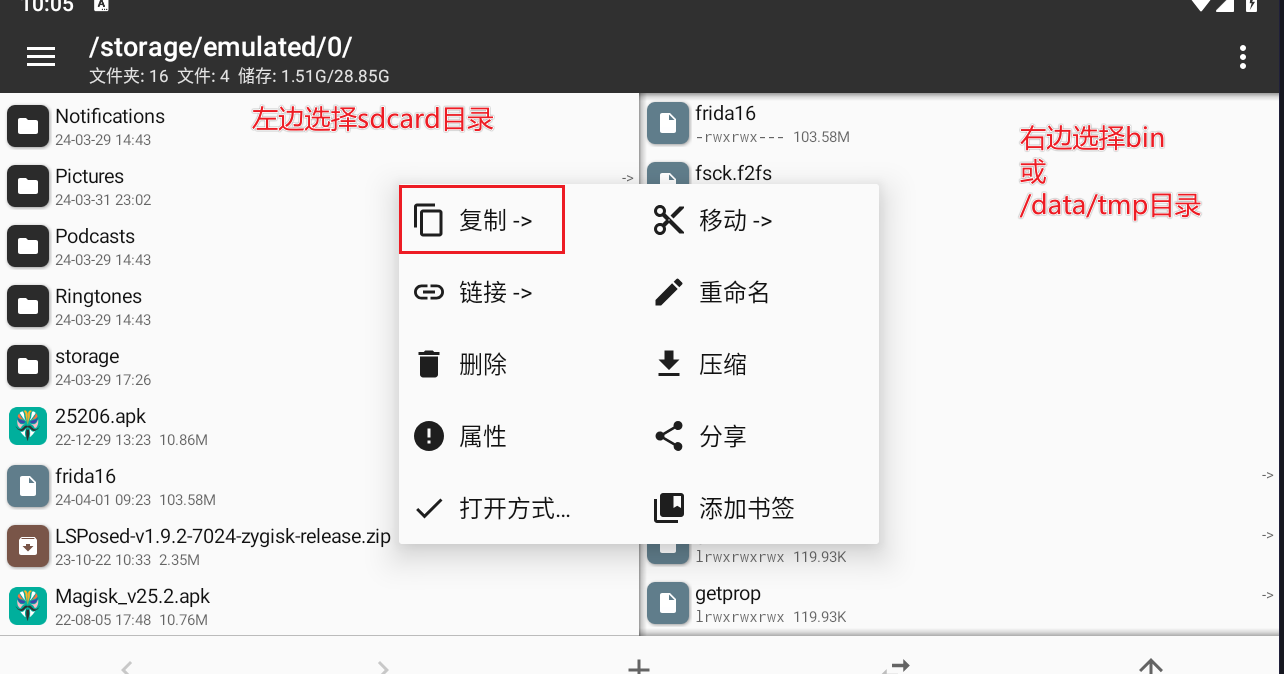 10:05 A
/storage/emulated/0/
文件夹: 16 文件: 4 储存: 1.51G/28.85G
Notifications
24-03-29 14:43
Pictures
24-03-31 23:02
Podcasts
24-03-29 14:43
Ringtones
24-03-29 14:43
storage
24-03-29 17:26
25206.apk
22-12-29 13:23 10.86M
frida16
24-04-01 09:23 103.58M
LSPosed-v1.9.2-7024-zygisk-release.zip
23-10-22 10:33 2.35M
Magisk_v25.2.apk
22-08-05 17:48 10.76M
左边选择sdcard目录
->
复制 ->
移动 ->
链接 ->
重命名
删除
压缩
属性
分享
打开方式...
添加书签
frida16
-rwxrwx--- 103.58M
fsck.f2fs
右边选择bin
或
/data/tmp目录
->
->
lrwxrwxrwx 119.93K
getprop
->
lrwxrwxrwx 119.93K